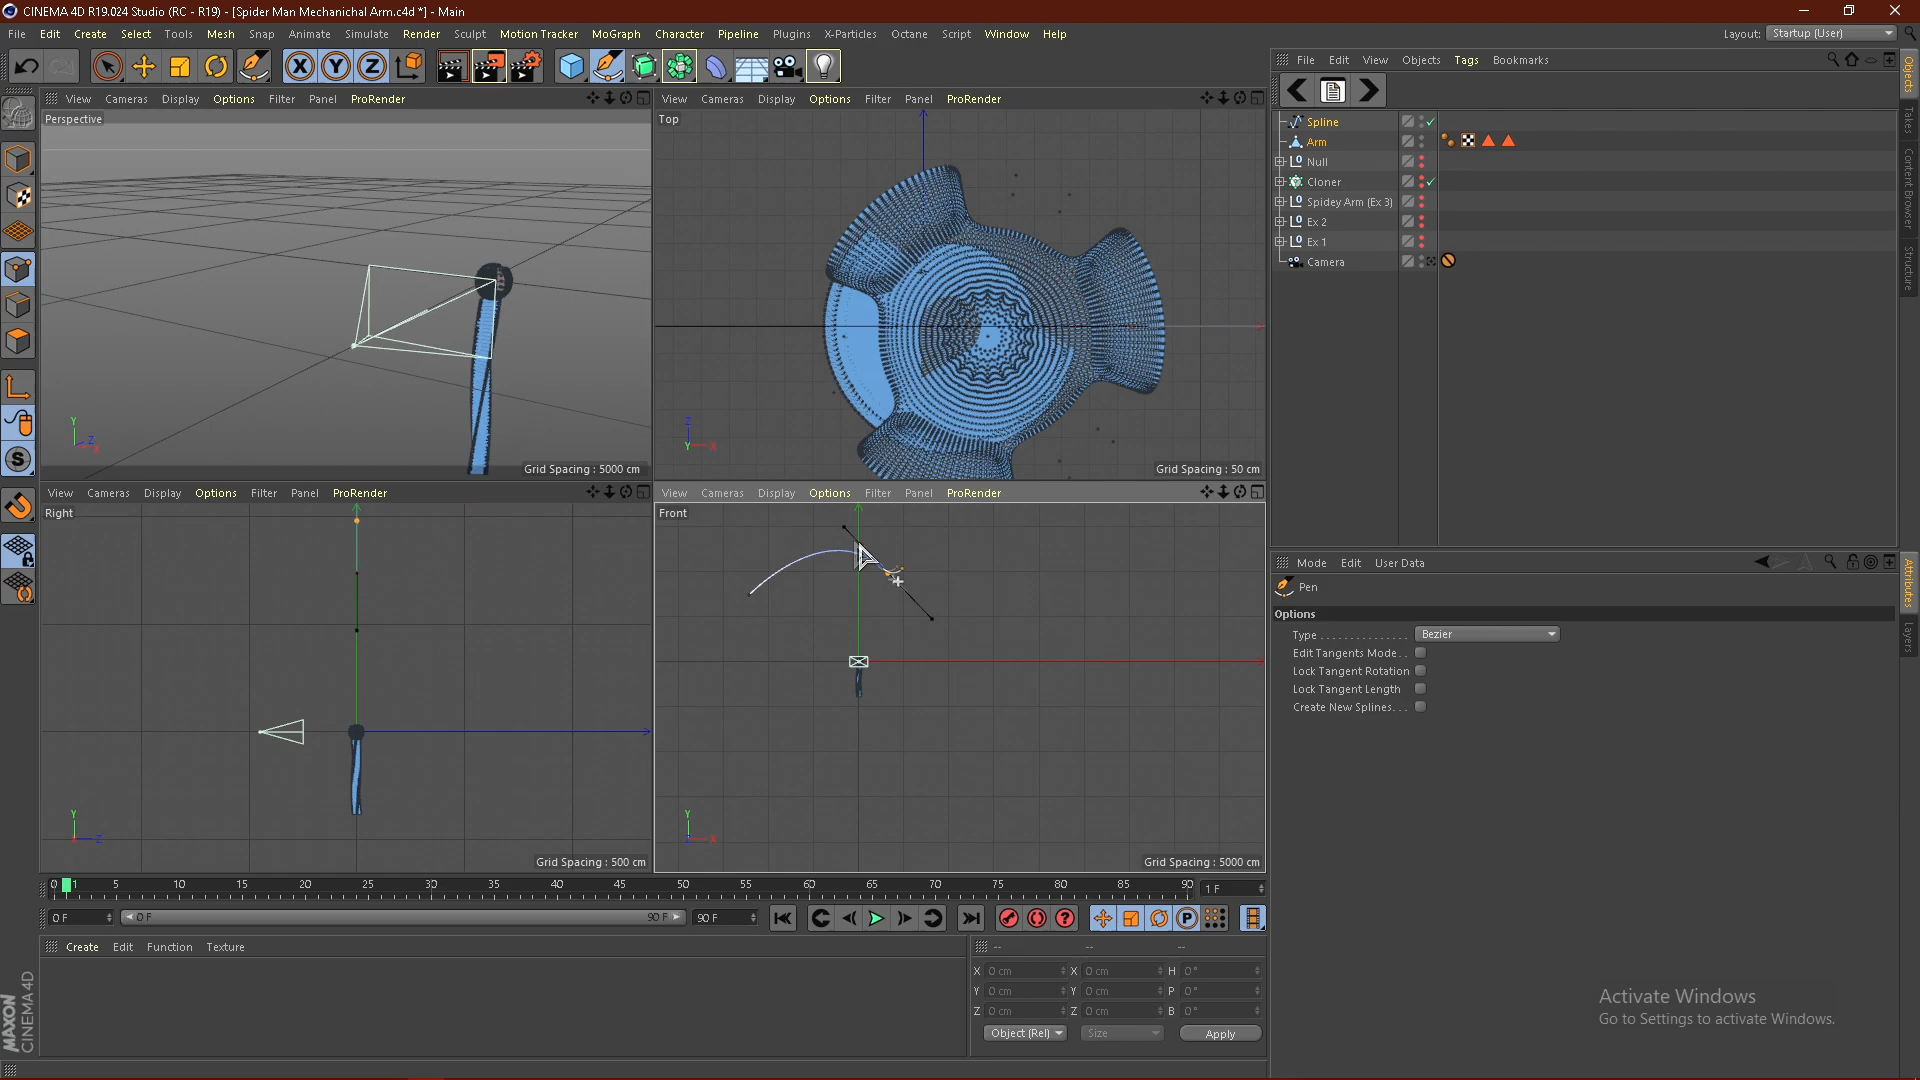 CINEMA 4D R19.024 Studio (RC - R19) - [Spider Man Mechanichal Arm.c4d *] - Main
File Edit Create Select Tools Mesh Snap Animate Simulate Render Sculpt Motion Tracker MoGraph Character Pipeline Plugins X-Particles Octane Script Window Help
Layout: Startup (User)
File Edit View Objects Tags Bookmarks
View Cameras Display Options Filter Panel ProRender
Perspective
Grid Spacing : 5000 cm
View Cameras Display Options Filter Panel ProRender
Top
Grid Spacing : 50 cm
Spline
Arm
Null
Cloner
Spidey Arm (Ex 3)
Ex 2
Ex 1
Camera
Objects
Takes
Content Browser
Structure
View Cameras Display Options Filter Panel ProRender
Right
Grid Spacing : 500 cm
View Cameras Display Options Filter Panel ProRender
Front
Grid Spacing : 5000 cm
Mode Edit User Data
Pen
Options
Type Bezier
Edit Tangents Mode
Lock Tangent Rotation
Lock Tangent Length
Create New Splines
Attributes
Layers
0 1 5 10 15 20 25 30 35 40 45 50 55 60 65 70 75 80 85 90 1 F
0 F 0 F 90 F 90 F
Create Edit Function Texture
-- -- --
X 0 cm X 0 cm H 0°
Y 0 cm Y 0 cm P 0°
Z 0 cm Z 0 cm B 0°
Object (Rel) Size Apply
MAXON
CINEMA 4D
Activate Windows
Go to Settings to activate Windows.